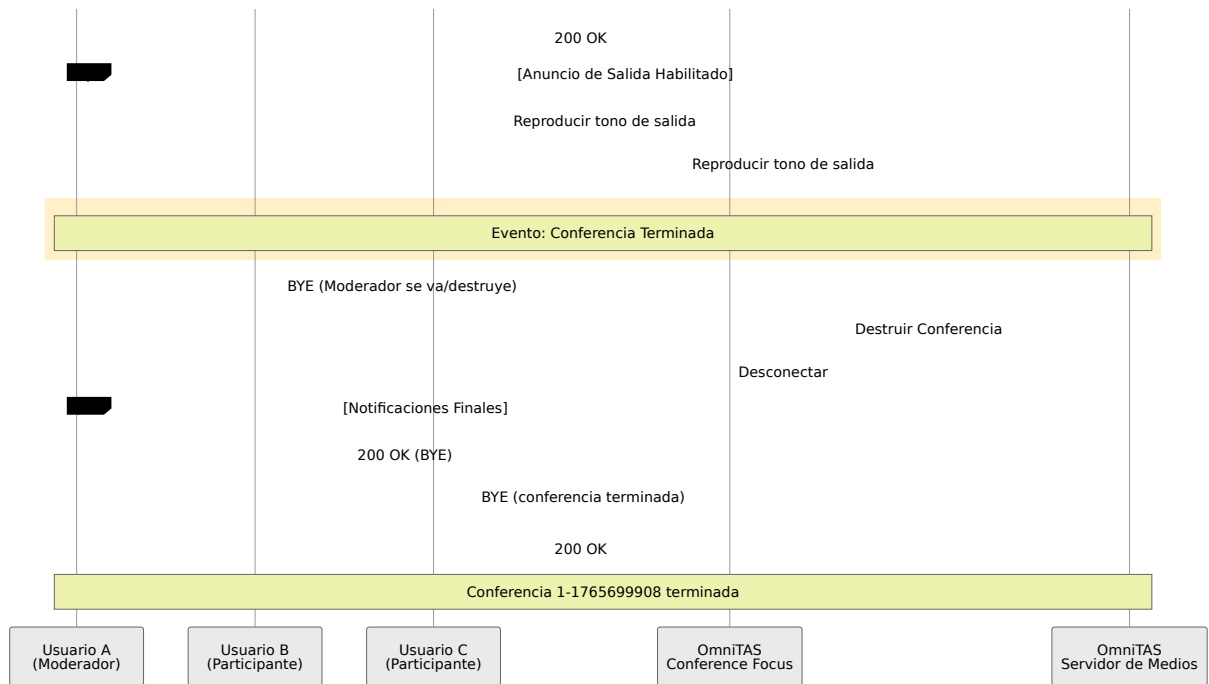 200 OK
[Anuncio de Salida Habilitado]
Reproducir tono de salida
Reproducir tono de salida
Evento: Conferencia Terminada
BYE (Moderador se va/destruye)
Destruir Conferencia
Desconectar
[Notificaciones Finales]
200 OK (BYE)
BYE (conferencia terminada)
200 OK
Conferencia 1-1765699908 terminada
Usuario A
(Moderador)
Usuario B
(Participante)
Usuario C
(Participante)
OmniTAS
Conference Focus
OmniTAS
Servidor de Medios